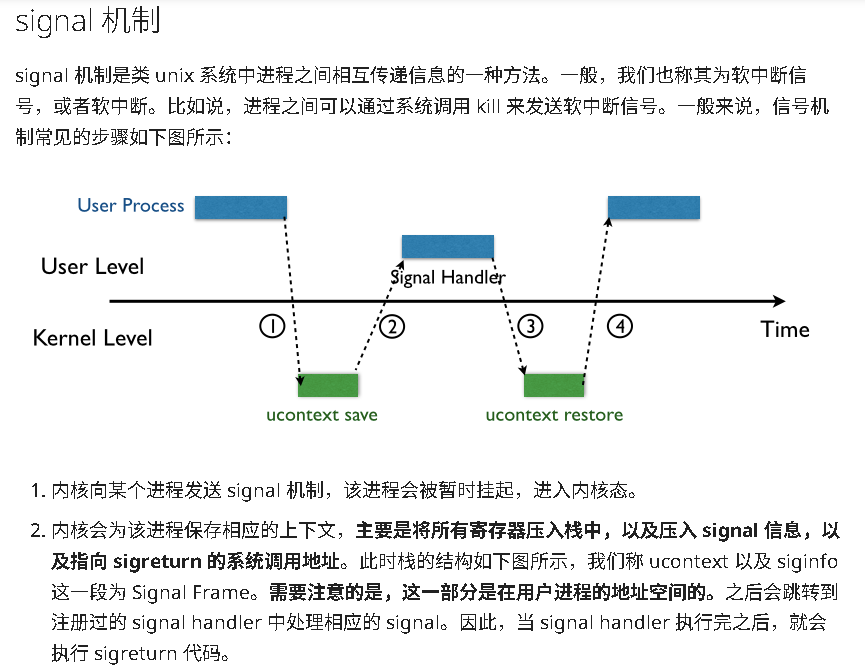 signal 机制
signal 机制是类 unix 系统中进程之间相互传递信息的一种方法。一般，我们也称其为软中断信
号，或者软中断。比如说，进程之间可以通过系统调用 kill 来发送软中断信号。一般来说，信号机
制常见的步骤如下图所示：
User Process
User Level
Signal Handler
① ② ③ ④
Kernel Level
Time
ucontext save
ucontext restore
1. 内核向某个进程发送 signal 机制，该进程会被暂时挂起，进入内核态。
2. 内核会为该进程保存相应的上下文，主要是将所有寄存器压入栈中，以及压入 signal 信息，以
及指向 sigreturn 的系统调用地址。此时栈的结构如下图所示，我们称 ucontext 以及 siginfo
这一段为 Signal Frame。需要注意的是，这一部分是在用户进程的地址空间的。之后会跳转到
注册过的 signal handler 中处理相应的 signal。因此，当 signal handler 执行完之后，就会
执行 sigreturn 代码。